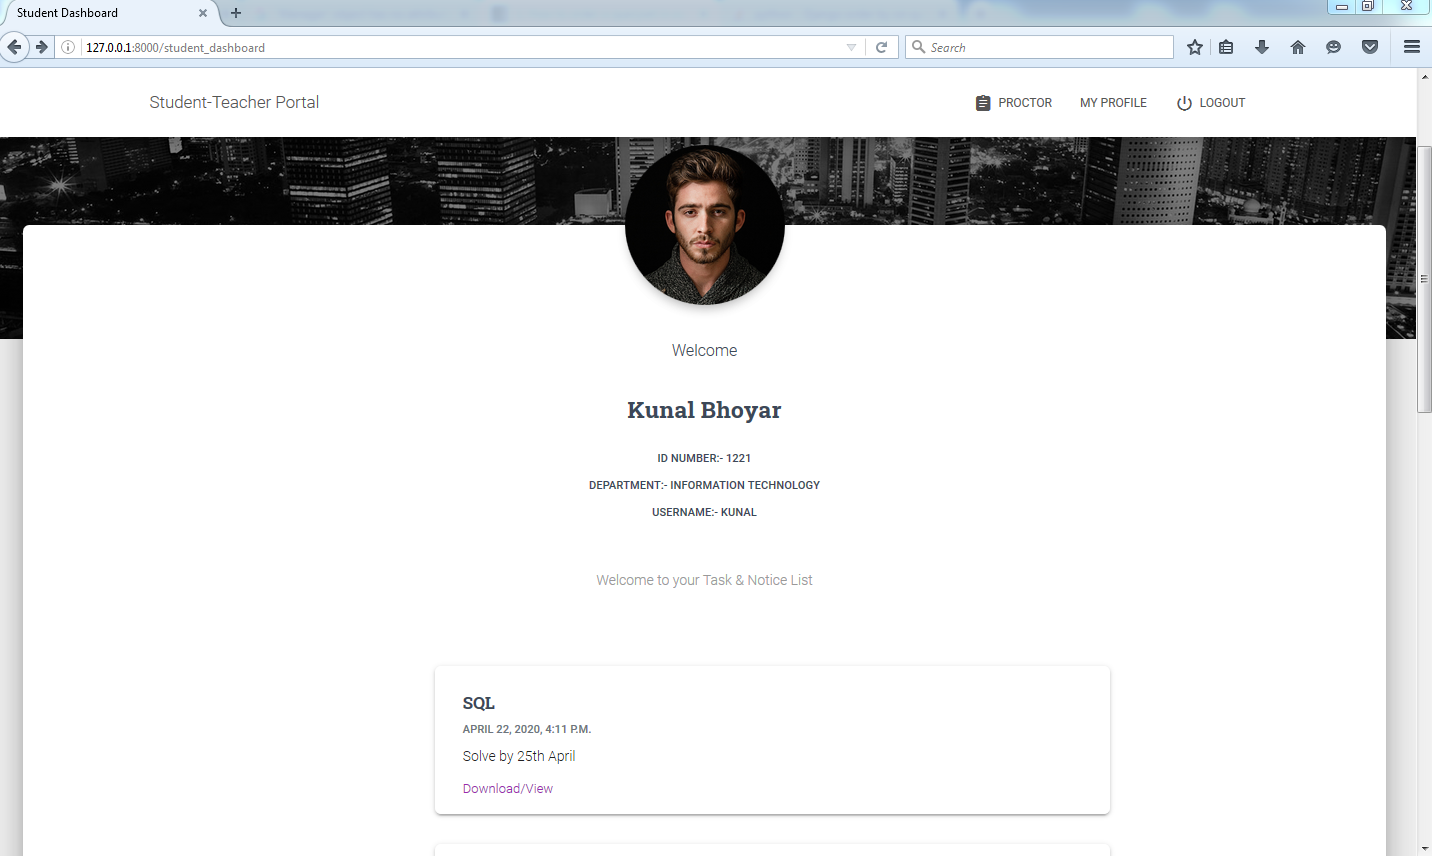 Student Dashboard
127.0.0.1:8000/student_dashboard
Search
Student-Teacher Portal
PROCTOR
MY PROFILE
LOGOUT
Welcome
Kunal Bhoyar
ID NUMBER:- 1221
DEPARTMENT:- INFORMATION TECHNOLOGY
USERNAME:- KUNAL
Welcome to your Task & Notice List
SQL
APRIL 22, 2020, 4:11 P.M.
Solve by 25th April
Download/View